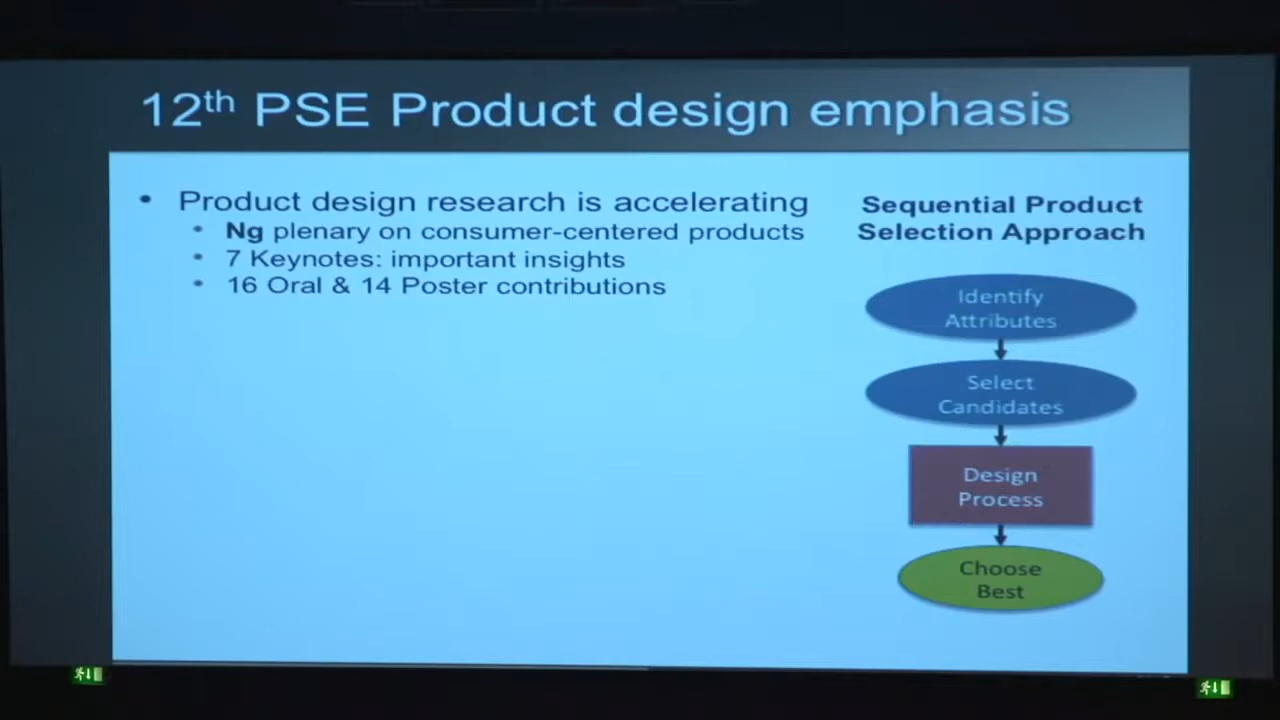 12th PSE Product design emphasis
• Product design research is accelerating
• Ng plenary on consumer-centered products
• 7 Keynotes: important insights
• 16 Oral & 14 Poster contributions
Sequential Product
Selection Approach
Identify
Attributes
Select
Candidates
Design
Process
Choose
Best